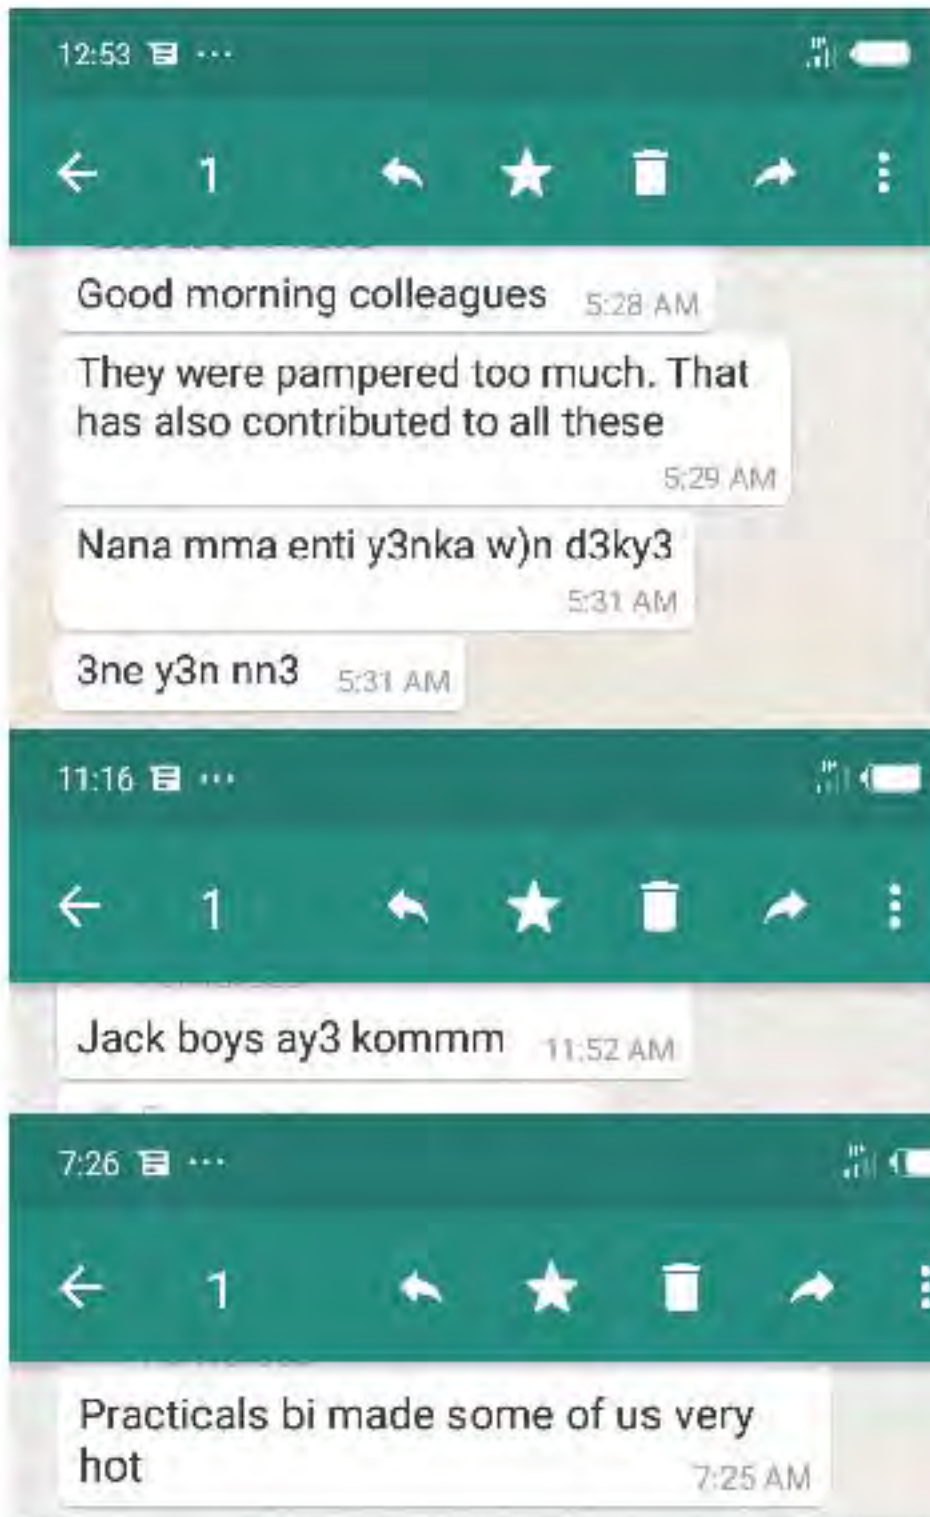 12:53 ...
1
Good morning colleagues 5:28 AM
They were pampered too much. That
has also contributed to all these
5:29 AM
Nana mma enti y3nka w)n d3ky3
5:31 AM
3ne y3n nn3 5:31 AM
11:16 ...
1
Jack boys ay3 kommm 11:52 AM
7:26 ...
1
Practicals bi made some of us very
hot 7:25 AM